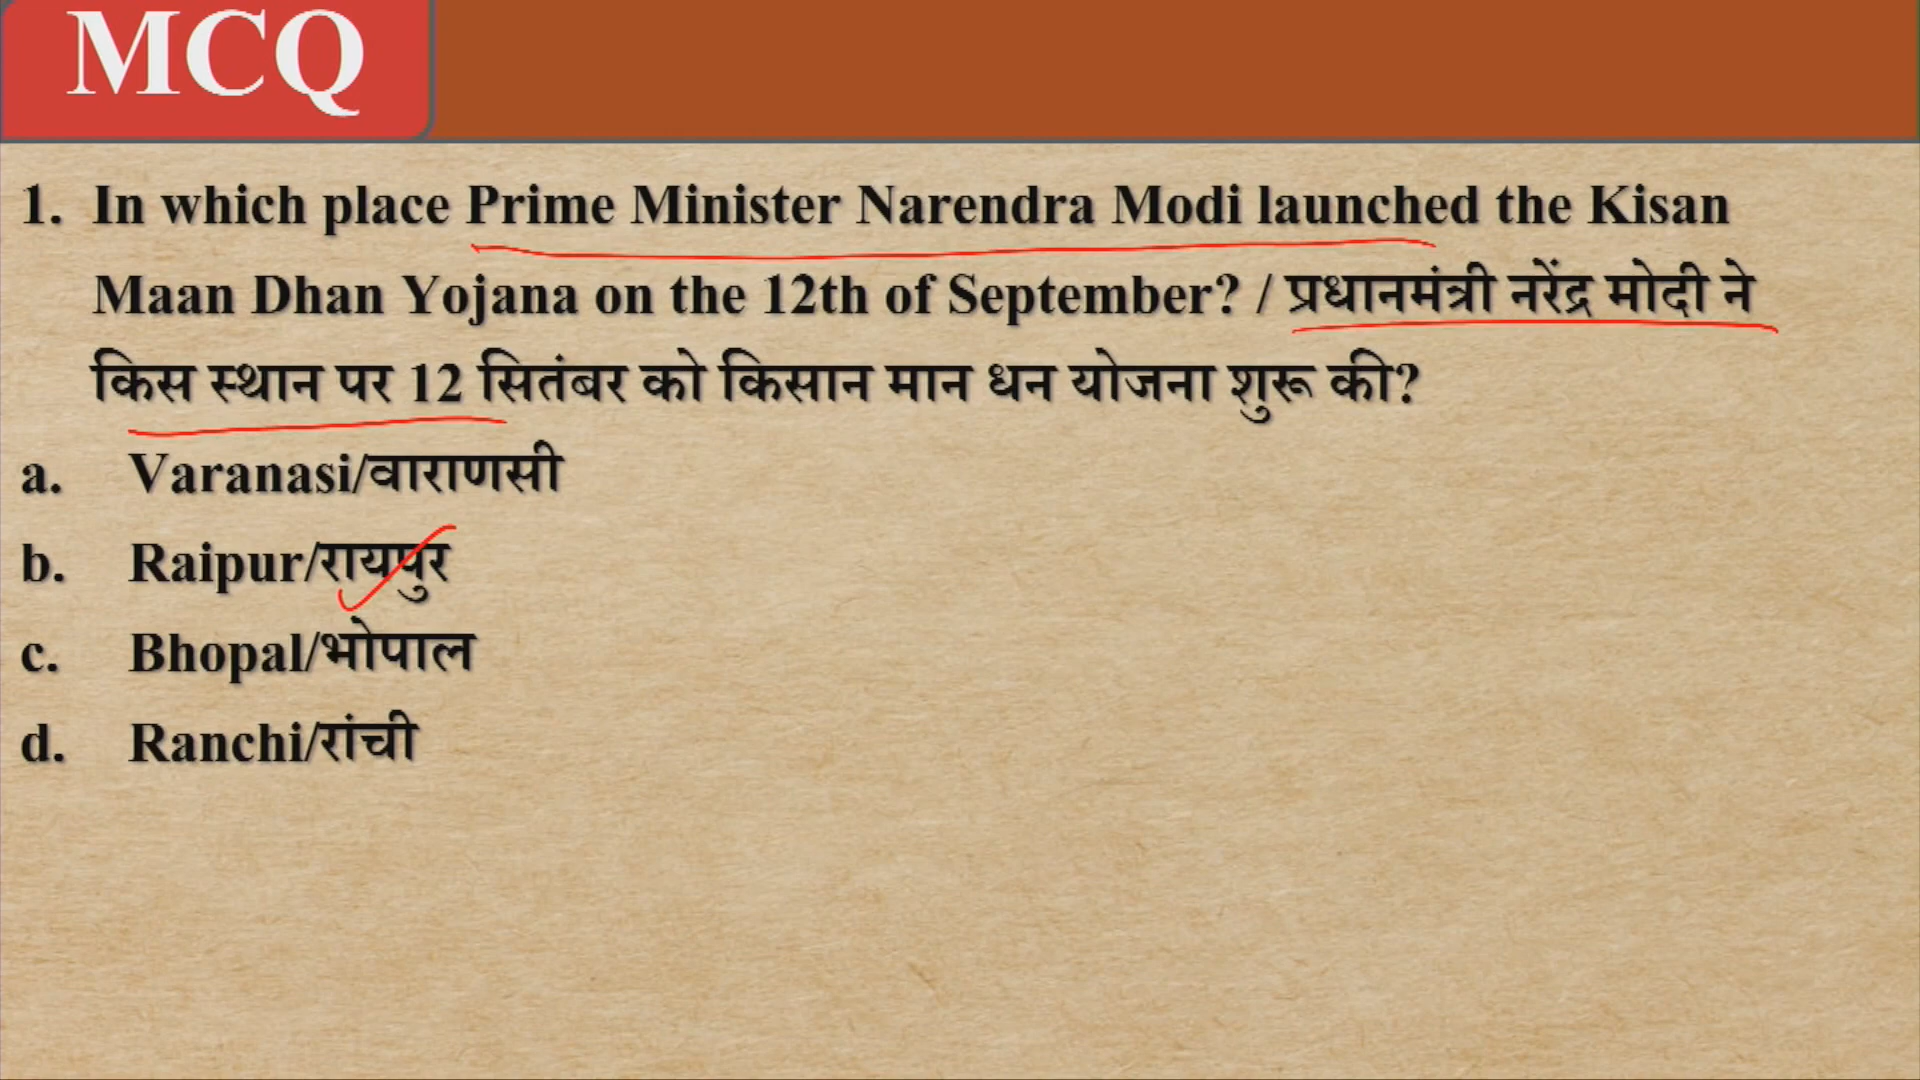 MCQ
1. In which place Prime Minister Narendra Modi launched the Kisan
Maan Dhan Yojana on the 12th of September? / प्रधानमंत्री नरेंद्र मोदी ने
किस स्थान पर 12 सितंबर को किसान मान धन योजना शुरू की?
a. Varanasi/वाराणसी
b. Raipur/रायपुर
c. Bhopal/भोपाल
d. Ranchi/रांची